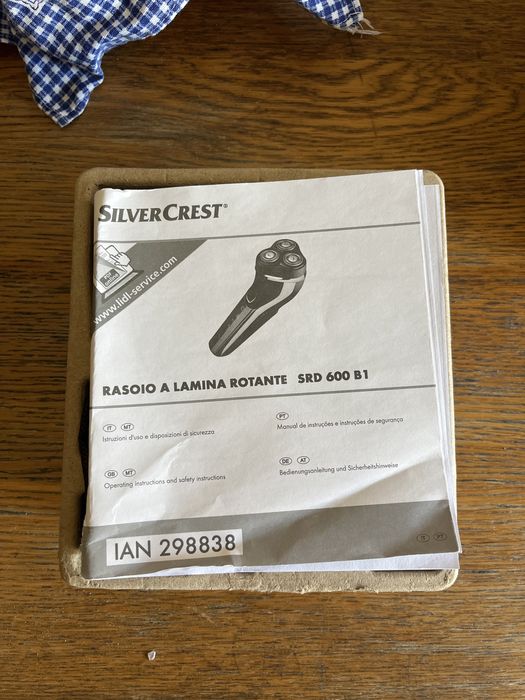 SILVERCREST®
PDF ONLINE
www.lidl-service.com
RASOIO A LAMINA ROTANTE SRD 600 B1
IT MT
Istruzioni d'uso e disposizioni di sicurezza
PT
Manual de instruções e instruções de segurança
GB MT
Operating instructions and safety instructions
DE AT
Bedienungsanleitung und Sicherheitshinweise
IAN 298838
IT PT